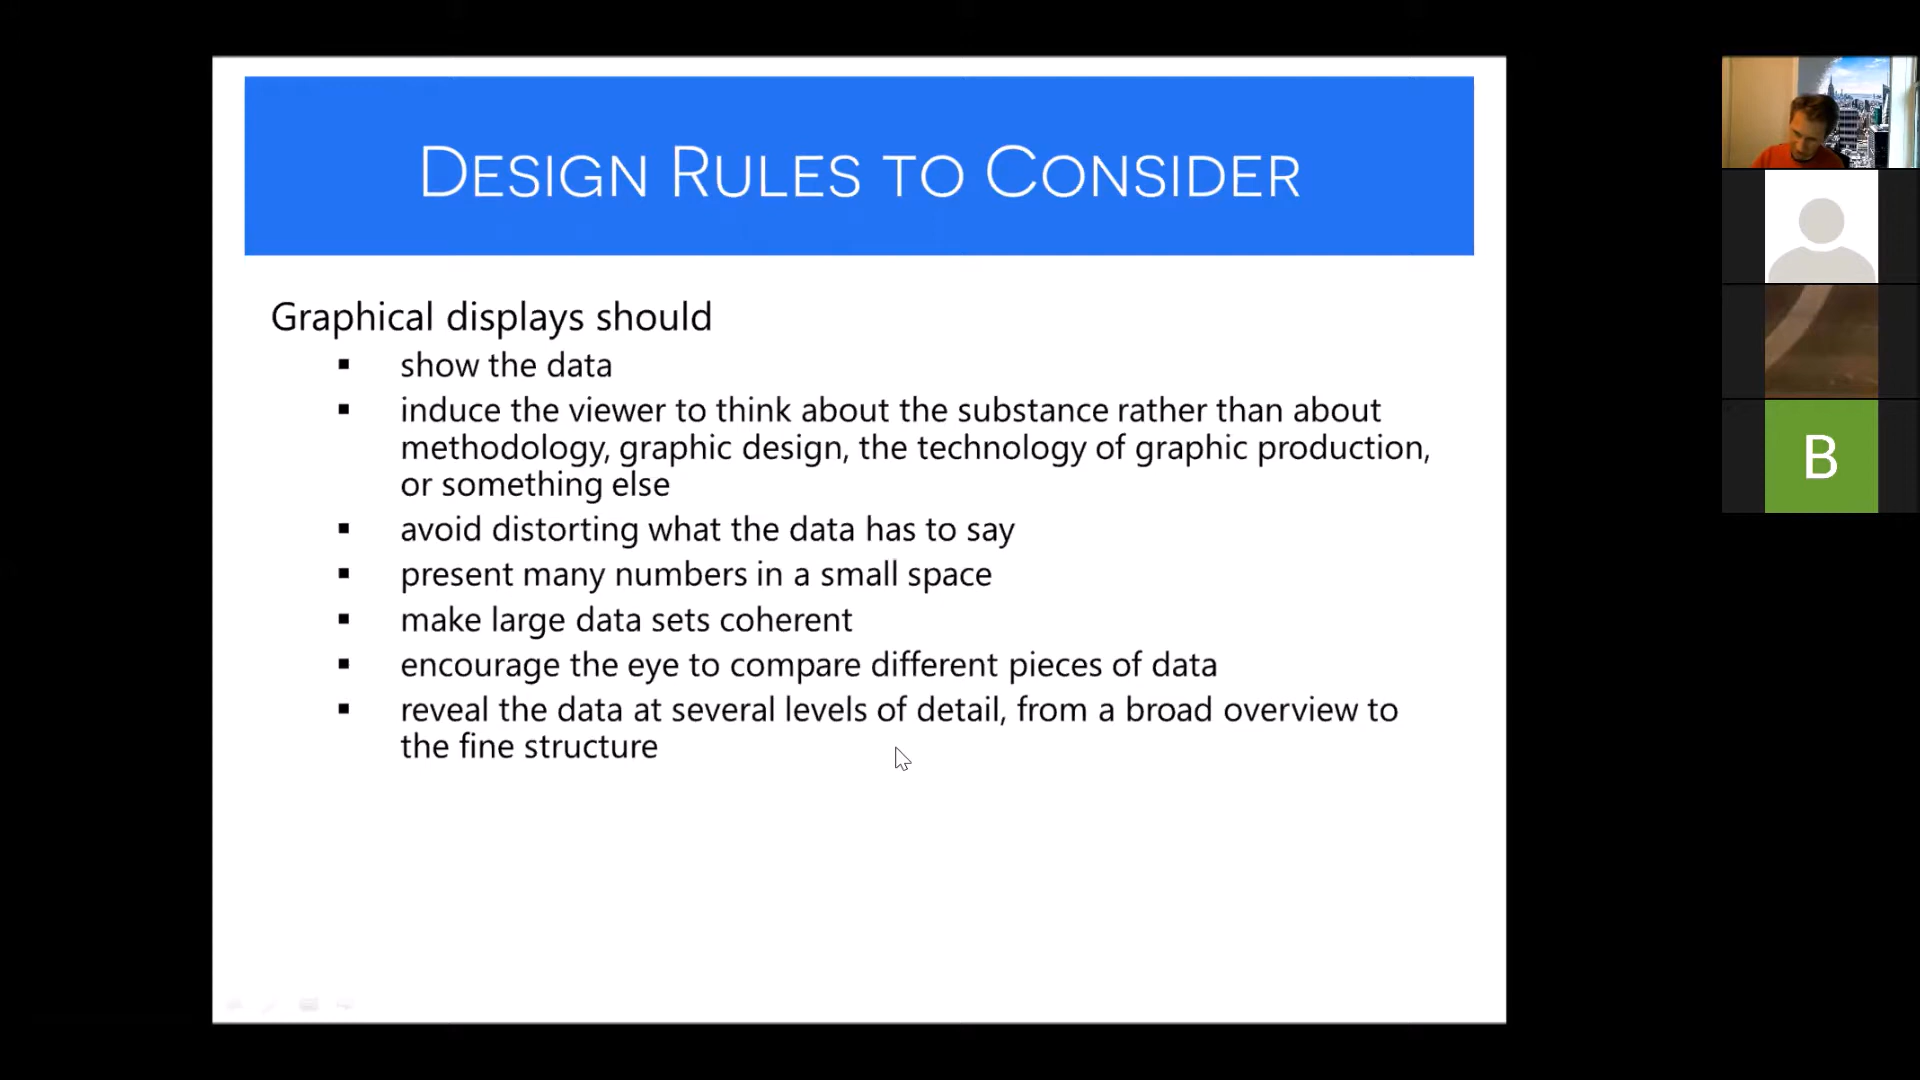 DESIGN RULES TO CONSIDER
Graphical displays should
▪ show the data
▪ induce the viewer to think about the substance rather than about
methodology, graphic design, the technology of graphic production,
or something else
▪ avoid distorting what the data has to say
▪ present many numbers in a small space
▪ make large data sets coherent
▪ encourage the eye to compare different pieces of data
▪ reveal the data at several levels of detail, from a broad overview to
the fine structure
B